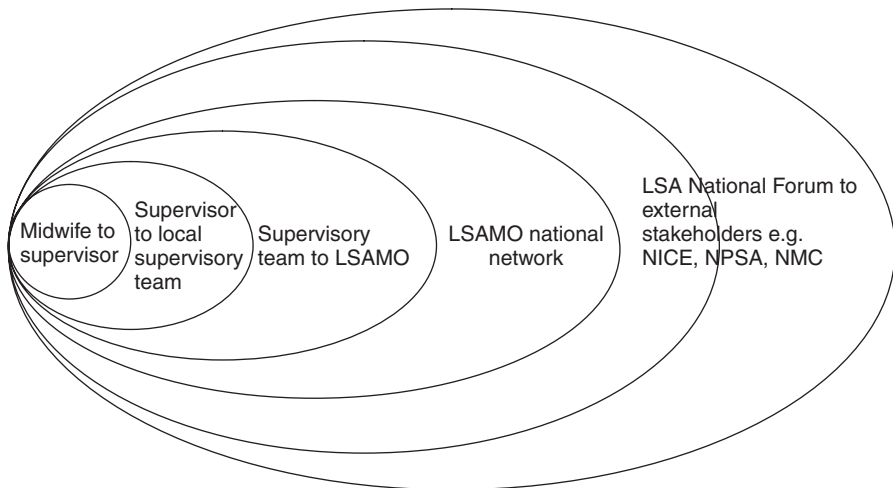 Midwife to
supervisor
Supervisor
to local
supervisory
team
Supervisory
team to LSAMO
LSAMO national
network
LSA National Forum to
external
stakeholders e.g.
NICE, NPSA, NMC